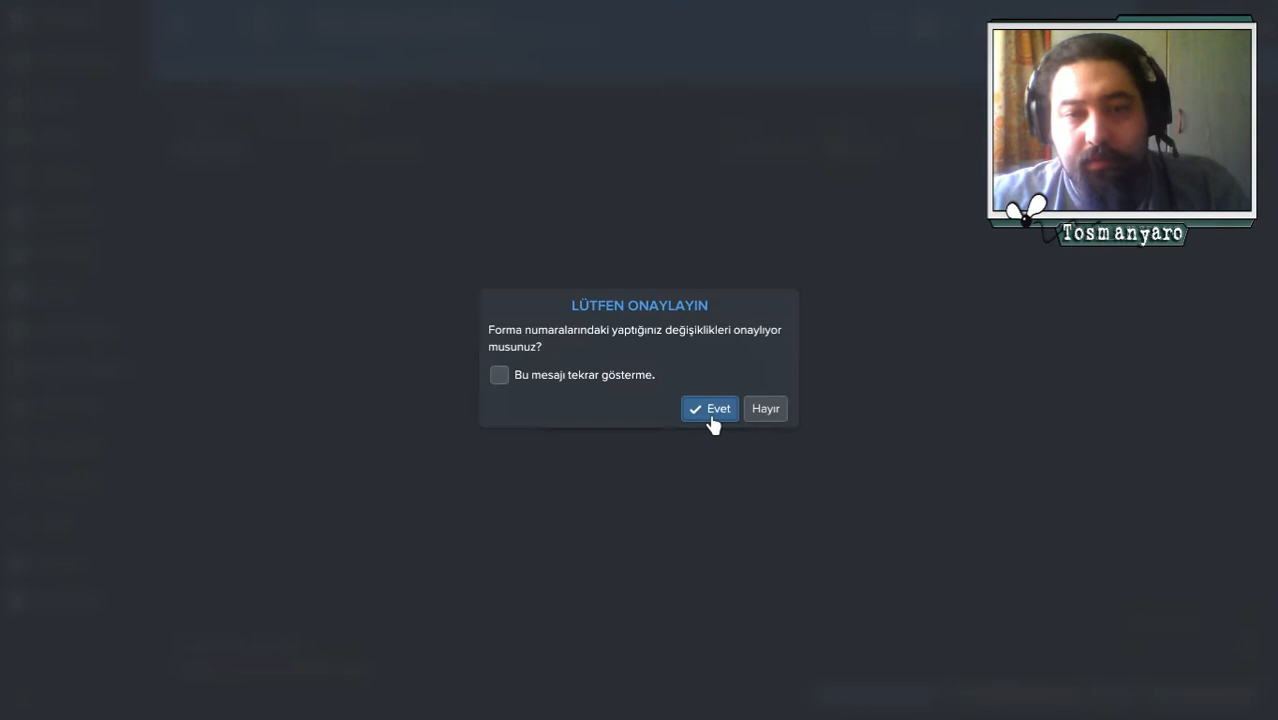 Tosmanyaro
LÜTFEN ONAYLAYIN
Forma numaralarındaki yaptığınız değişiklikleri onaylıyor
musunuz?
Bu mesajı tekrar gösterme.
Evet Hayır